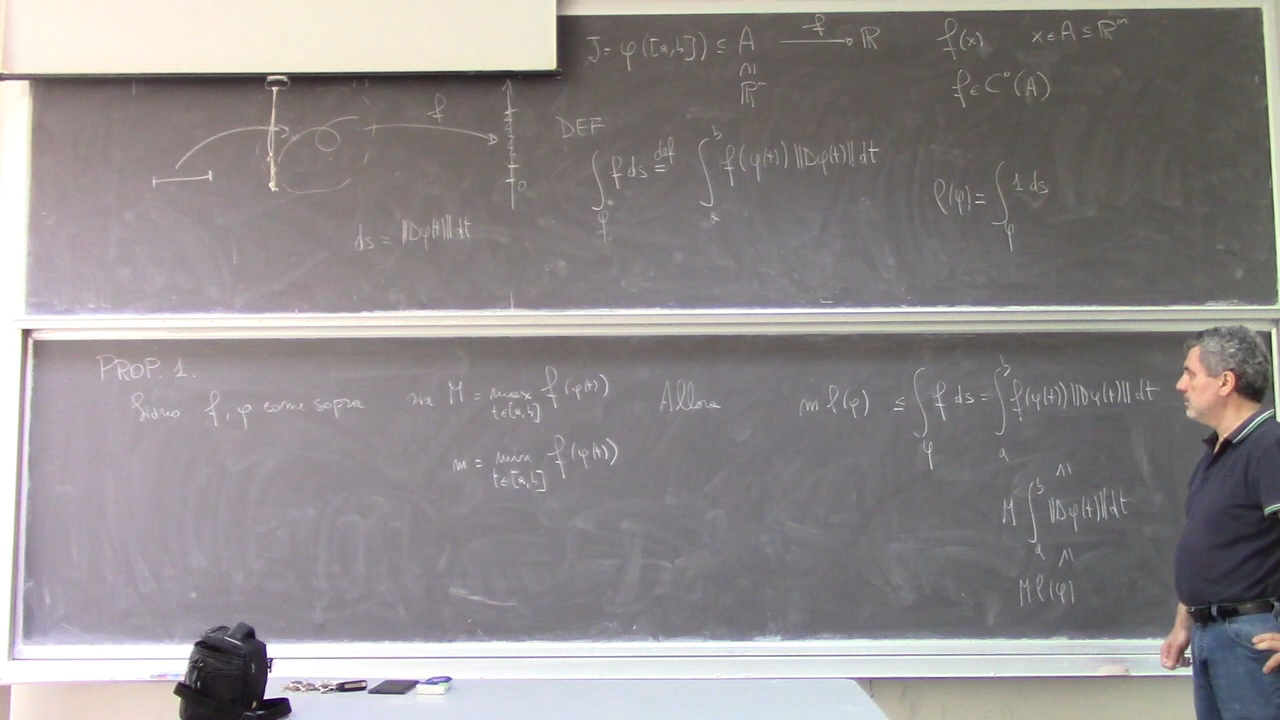 J = φ([a,b]) ⊆ A —f→ ℝ f(x) x ∈ A ⊆ ℝⁿ
∩|
ℝⁿ
f ∈ C⁰(A)
f
0
ds = ||Dφ(t)|| dt
DEF
∫_φ f ds =^{def} ∫_a^b f(φ(t)) ||Dφ(t)|| dt
ℓ(φ) = ∫_φ 1 ds
PROP. 1.
Siano f, φ come sopra sia M = max_{t∈[a,b]} f(φ(t)) Allora m ℓ(φ) ≤ ∫_φ f ds = ∫_a^b f(φ(t)) ||Dφ(t)|| dt
m = min_{t∈[a,b]} f(φ(t))
≤
M ∫_a^b ||Dφ(t)|| dt
M ℓ(φ)